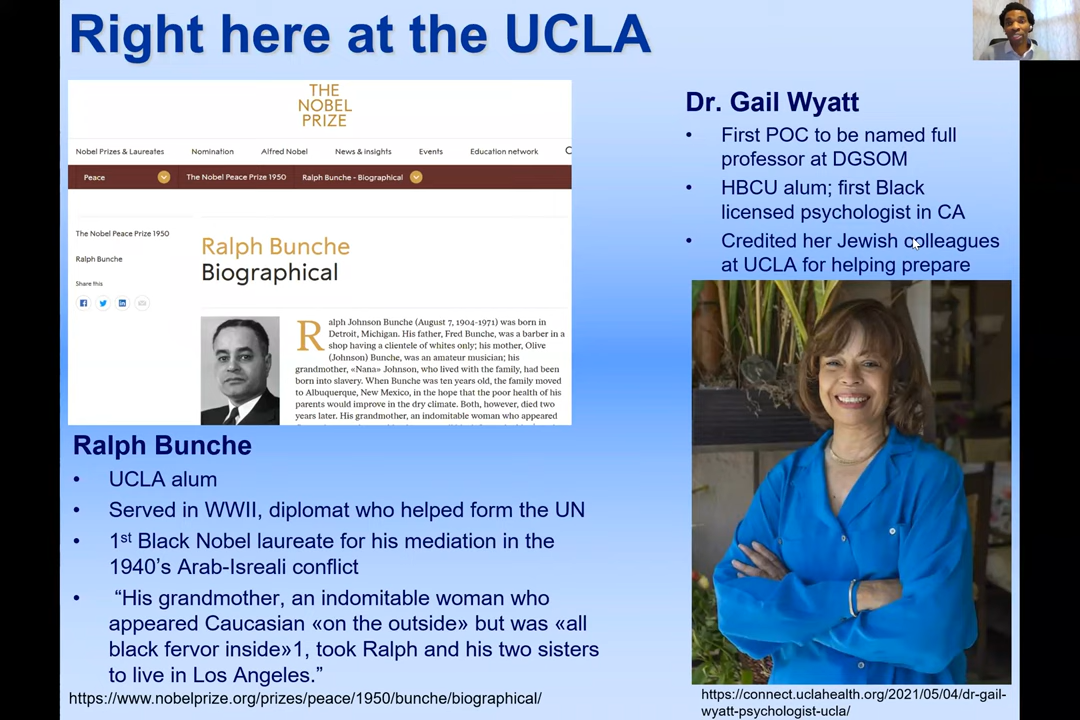 Right here at the UCLA
THE
NOBEL
PRIZE
Nobel Prizes & Laureates
Nomination
Alfred Nobel
News & Insights
Events
Education network
Peace
The Nobel Peace Prize 1950
Ralph Bunche - Biographical
The Nobel Peace Prize 1950
Ralph Bunche
Share this
Ralph Bunche
Biographical
Ralph Johnson Bunche (August 7, 1904-1971) was born in
Detroit, Michigan. His father, Fred Bunche, was a barber in a
shop having a clientele of whites only; his mother, Olive
(Johnson) Bunche, was an amateur musician; his
grandmother, «Nana» Johnson, who lived with the family, had been
born into slavery. When Bunche was ten years old, the family moved
to Albuquerque, New Mexico, in the hope that the poor health of his
parents would improve in the dry climate. Both, however, died two
years later. His grandmother, an indomitable woman who appeared
Ralph Bunche
• UCLA alum
• Served in WWII, diplomat who helped form the UN
• 1st Black Nobel laureate for his mediation in the
1940's Arab-Isreali conflict
• “His grandmother, an indomitable woman who
appeared Caucasian «on the outside» but was «all
black fervor inside»1, took Ralph and his two sisters
to live in Los Angeles.”
https://www.nobelprize.org/prizes/peace/1950/bunche/biographical/
Dr. Gail Wyatt
• First POC to be named full
professor at DGSOM
• HBCU alum; first Black
licensed psychologist in CA
• Credited her Jewish colleagues
at UCLA for helping prepare
https://connect.uclahealth.org/2021/05/04/dr-gail-
wyatt-psychologist-ucla/